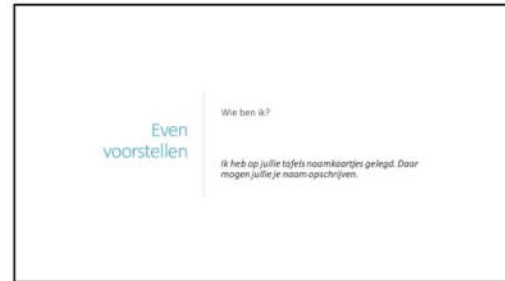 Even
voorstellen
Wie ben ik?
Ik heb op jullie tafels naamkaartjes gelegd. Daar
mogen jullie je naam opschrijven.